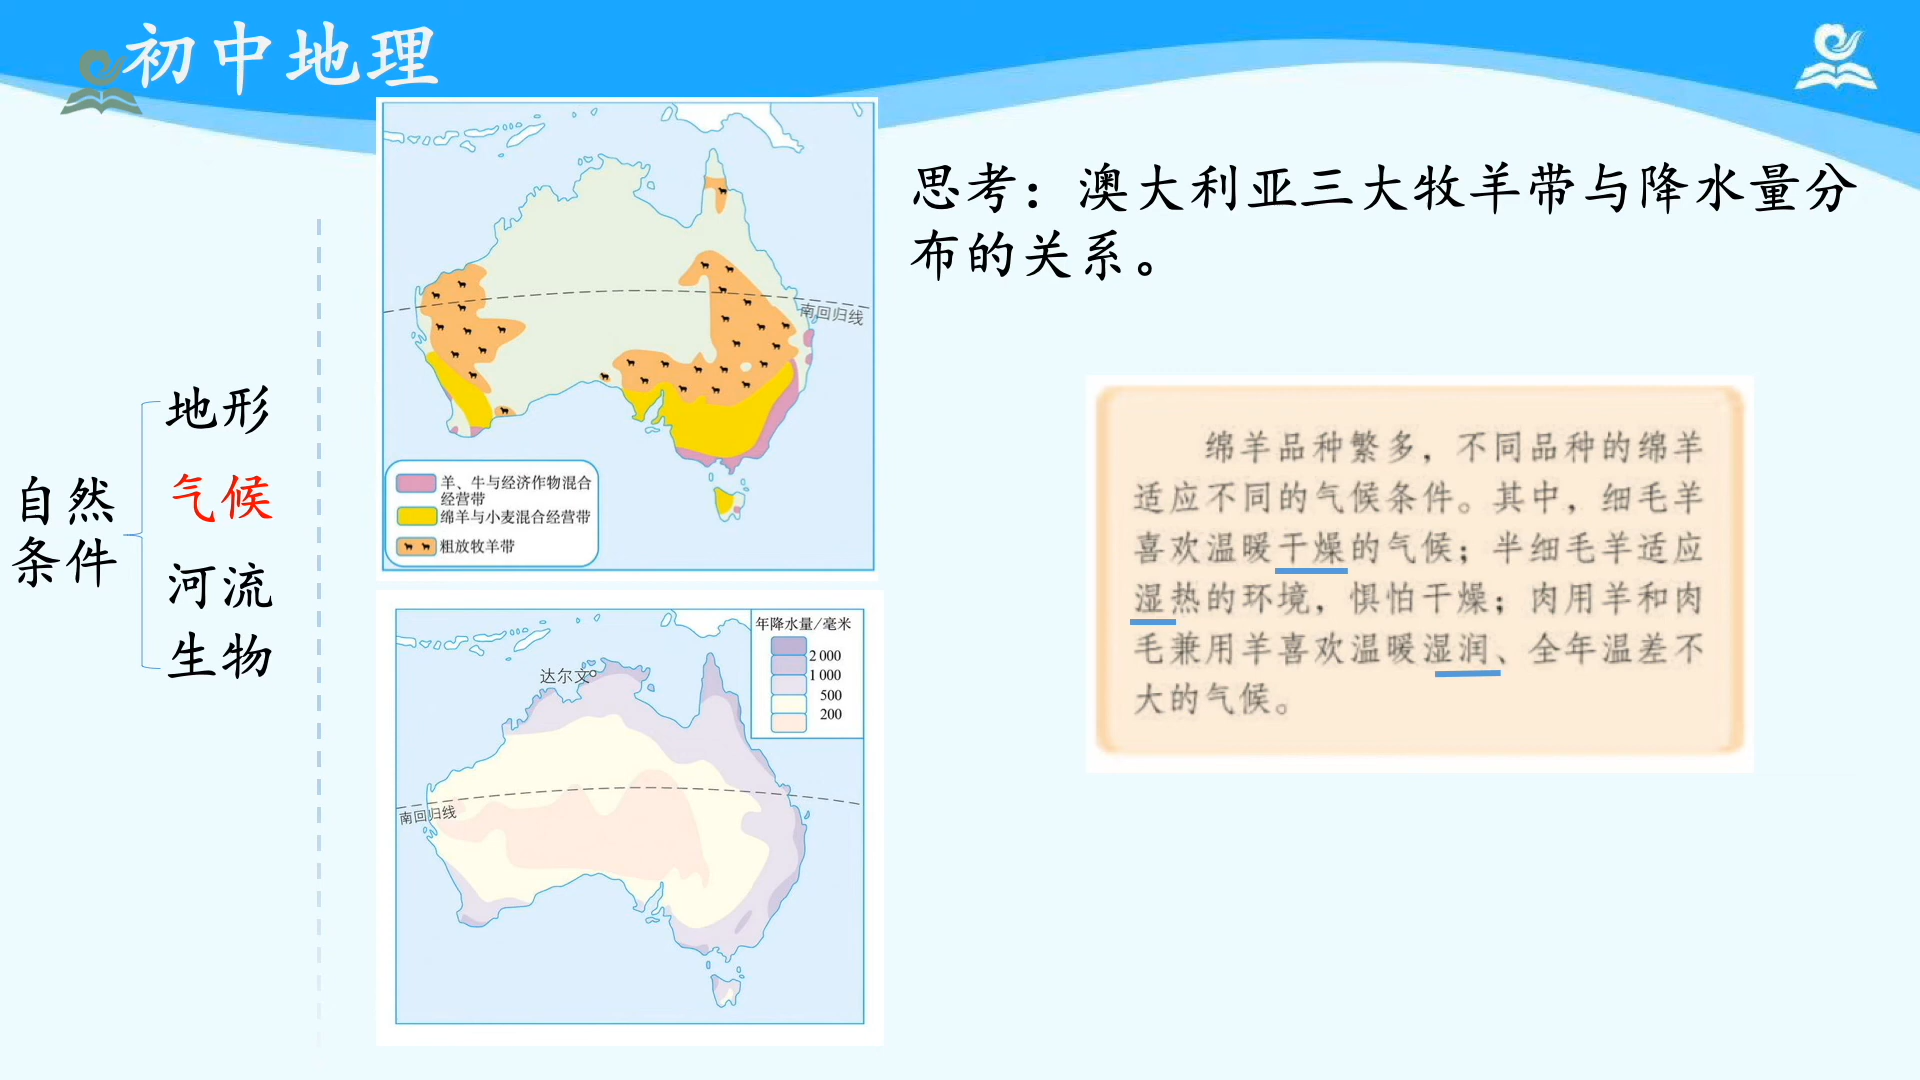 初中地理
思考：澳大利亚三大牧羊带与降水量分
布的关系。
自然
条件
地形
气候
河流
生物
南回归线
羊、牛与经济作物混合
经营带
绵羊与小麦混合经营带
粗放牧羊带
年降水量/毫米
2 000
1 000
500
200
达尔文
南回归线
绵羊品种繁多，不同品种的绵羊
适应不同的气候条件。其中，细毛羊
喜欢温暖干燥的气候；半细毛羊适应
湿热的环境，惧怕干燥；肉用羊和肉
毛兼用羊喜欢温暖湿润、全年温差不
大的气候。